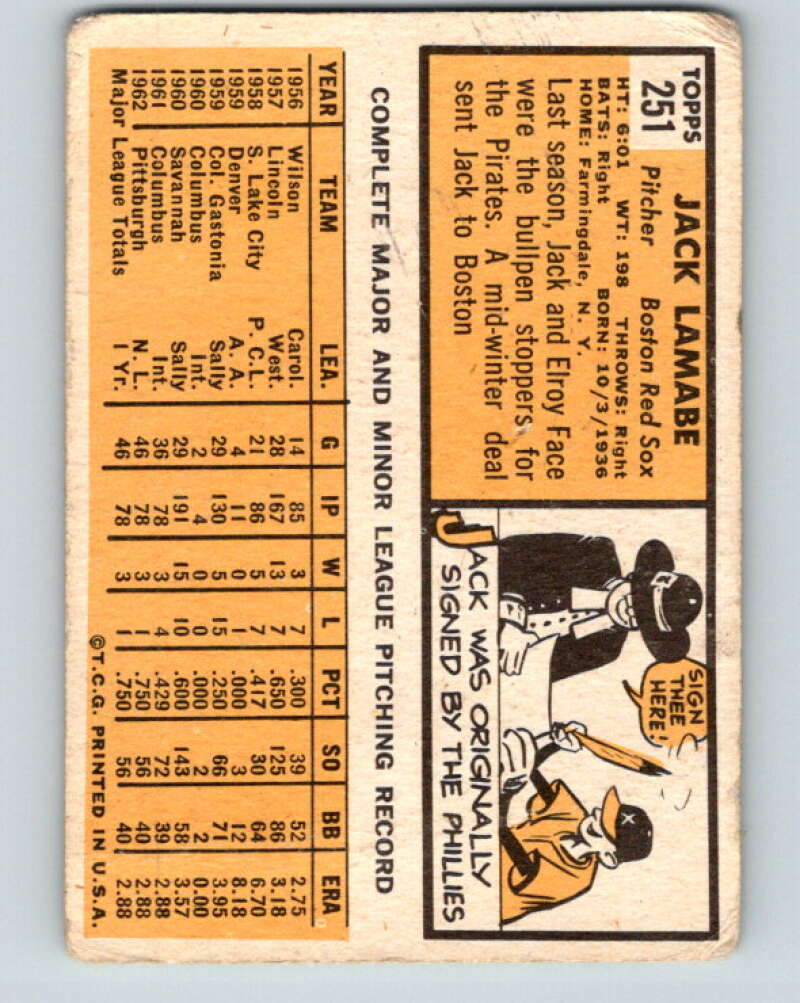 TOPPS
251
JACK LAMABE
Pitcher Boston Red Sox
HT: 6:01 WT: 198 THROWS: Right
BATS: Right BORN: 10/3/1936
HOME: Farmingdale, N. Y.
Last season, Jack and Elroy Face
were the bullpen stoppers for
the Pirates. A mid-winter deal
sent Jack to Boston
SIGN
THEE
HERE!
JACK WAS ORIGINALLY
SIGNED BY THE PHILLIES
COMPLETE MAJOR AND MINOR LEAGUE PITCHING RECORD
YEAR TEAM LEA. G IP W L PCT SO BB ERA
1956 Wilson Carol. 14 85 3 7 .300 39 52 2.75
1957 Lincoln West. 28 167 13 7 .650 125 86 3.18
1958 S. Lake City P.C.L. 21 86 5 7 .417 30 64 6.70
1959 Denver A. A. 4 11 0 1 .000 3 12 8.18
1959 Col. Gastonia Sally 29 130 5 15 .250 66 71 3.95
1960 Columbus Int. 2 4 0 0 .000 2 2 0.00
1960 Savannah Sally 29 191 15 10 .600 143 58 3.57
1961 Columbus Int. 36 78 3 4 .429 72 39 2.88
1962 Pittsburgh N. L. 46 78 3 1 .750 56 40 2.88
Major League Totals 1 Yr. 46 78 3 1 .750 56 40 2.88
©T.C.G. PRINTED IN U.S.A.